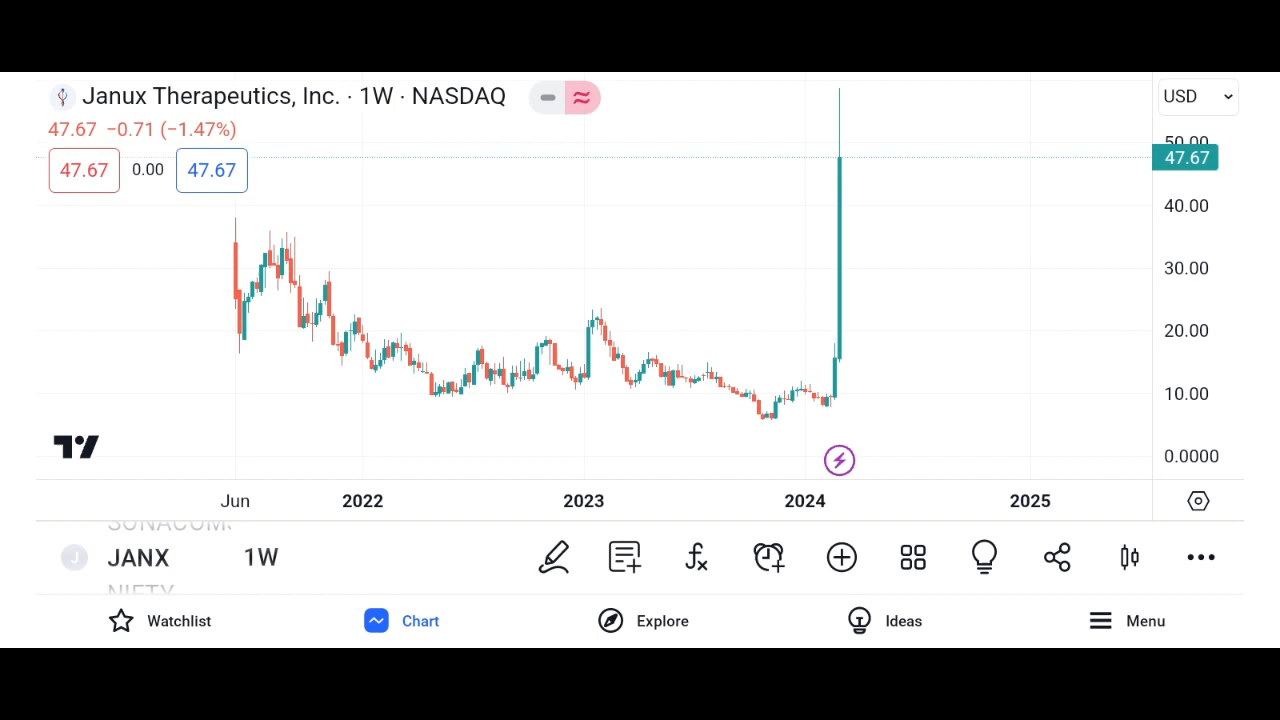 Janux Therapeutics, Inc. · 1W · NASDAQ
USD
47.67 −0.71 (−1.47%)
47.67 0.00 47.67
50.00
47.67
40.00
30.00
20.00
10.00
0.0000
Jun 2022 2023 2024 2025
J JANX 1W
NIFTY
Watchlist Chart Explore Ideas Menu